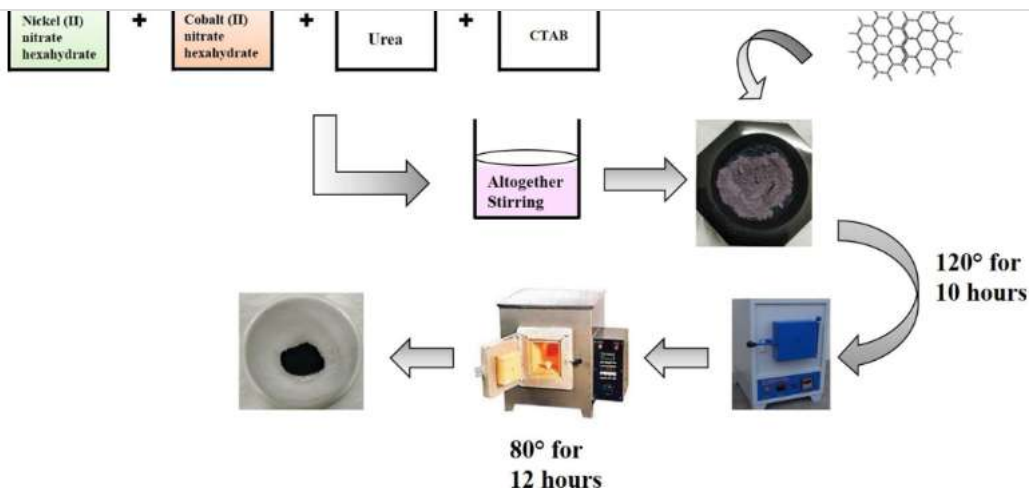 Nickel (II)
nitrate
hexahydrate
+
Cobalt (II)
nitrate
hexahydrate
+
Urea
+
CTAB
Altogether
Stirring
120° for
10 hours
80° for
12 hours